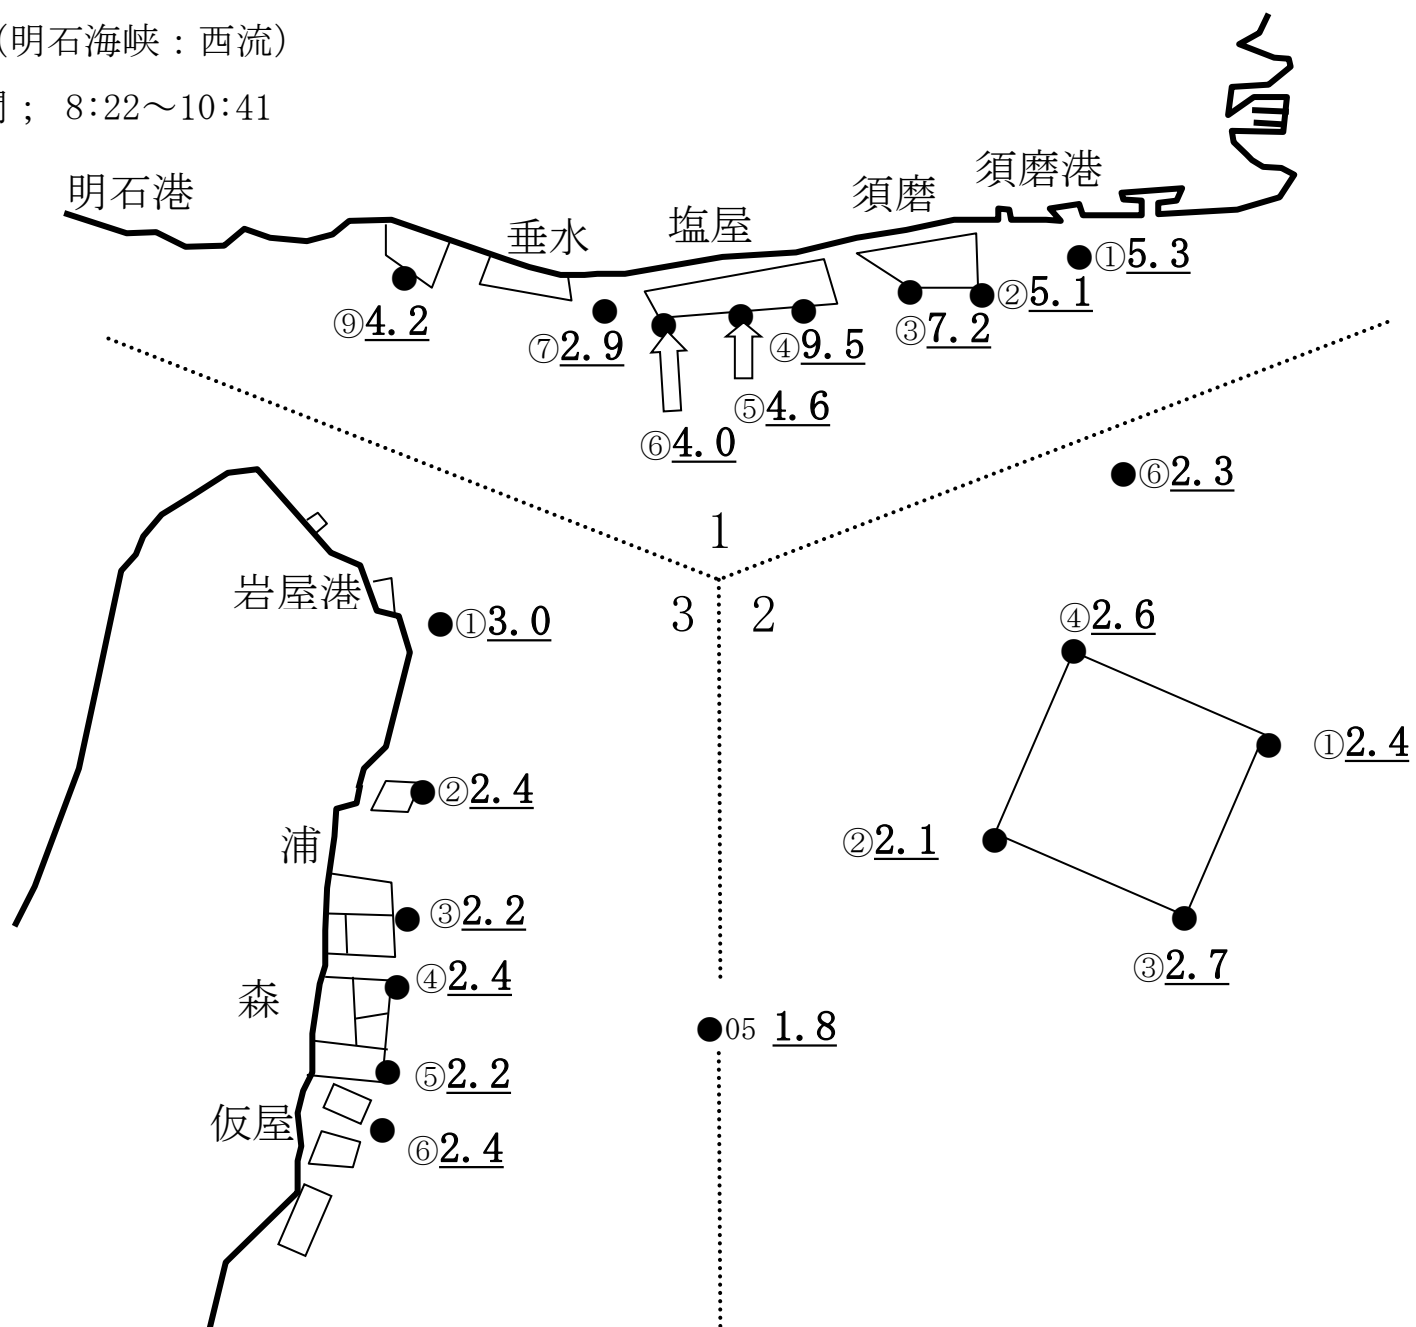 (明石海峡：西流)
； 8:22～10:41
明石港
垂水
塩屋
須磨
須磨港
①5.3
②5.1
③7.2
④9.5
⑤4.6
⑥4.0
⑦2.9
⑨4.2
1
3 2
⑥2.3
④2.6
①2.4
②2.1
③2.7
05 1.8
岩屋港
①3.0
②2.4
浦
③2.2
④2.4
森
⑤2.2
仮屋
⑥2.4